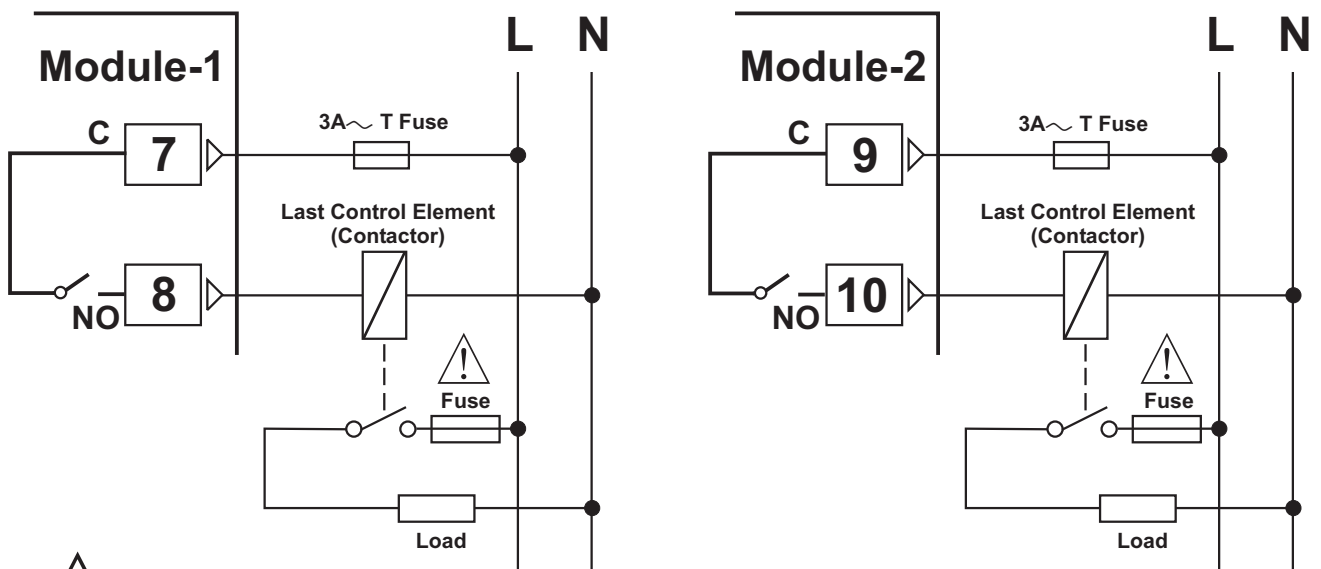 L N
Module-1
3A~ T Fuse
C
7
Last Control Element
(Contactor)
8
NO
Fuse
Load
L N
Module-2
3A~ T Fuse
C
9
Last Control Element
(Contactor)
10
NO
Fuse
Load